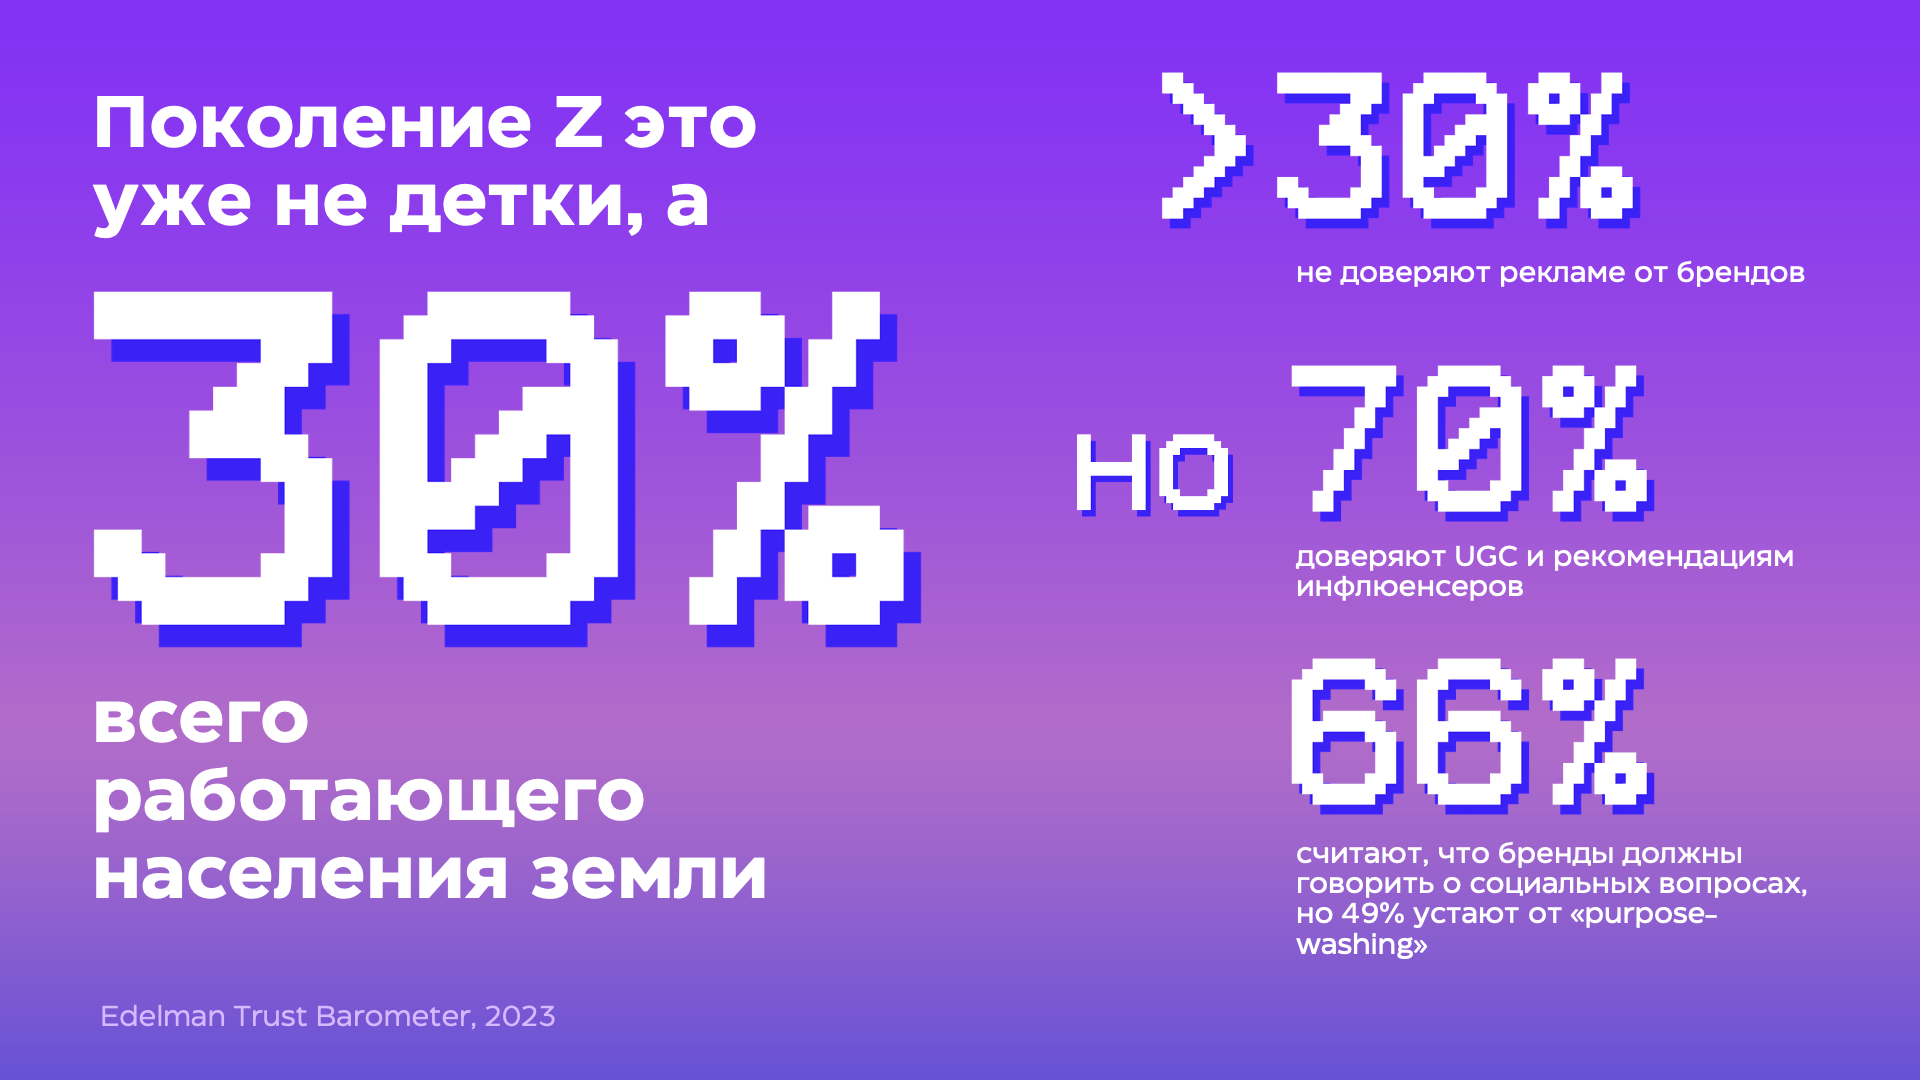 Поколение Z это
уже не детки, а
30%
всего
работающего
населения земли
Edelman Trust Barometer, 2023
>30%
не доверяют рекламе от брендов
но 70%
доверяют UGC и рекомендациям
инфлюенсеров
66%
считают, что бренды должны
говорить о социальных вопросах,
но 49% устают от «purpose-
washing»